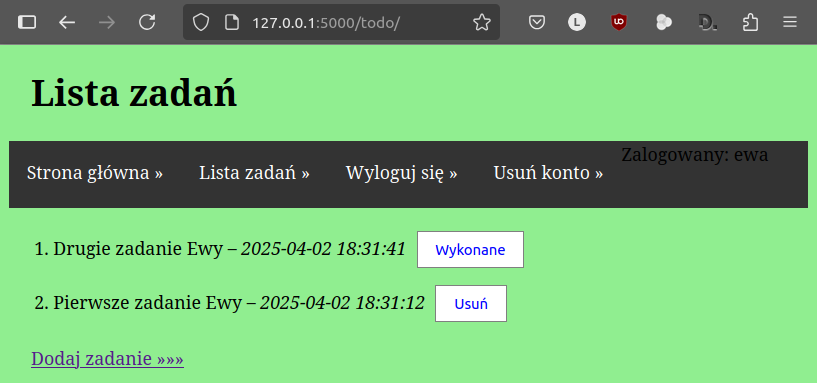 127.0.0.1:5000/todo/
L
Lista zadań
Strona główna » Lista zadań » Wyloguj się » Usuń konto » Zalogowany: ewa
1. Drugie zadanie Ewy – 2025-04-02 18:31:41 Wykonane
2. Pierwsze zadanie Ewy – 2025-04-02 18:31:12 Usuń
Dodaj zadanie »»»